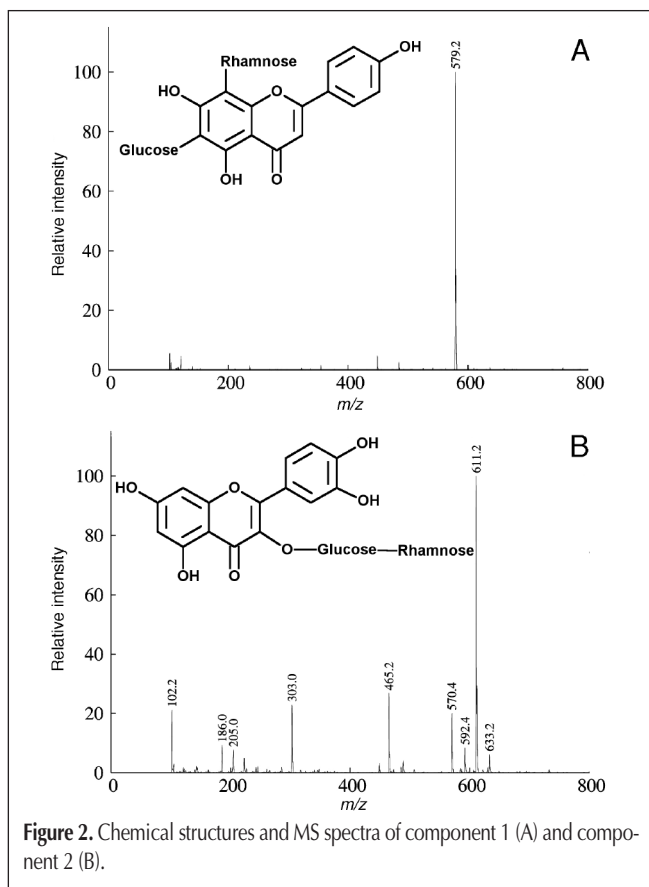 A
Relative intensity
100
80
60
40
20
0
579.2
Rhamnose
OH
HO
O
Glucose
OH
O
0
200
400
600
800
m/z
B
Relative intensity
100
80
60
40
20
0
611.2
OH
HO
O
OH
O—Glucose—Rhamnose
OH
O
102.2
186.0
205.0
303.0
465.2
570.4
592.4
633.2
0
200
400
600
800
m/z
Figure 2. Chemical structures and MS spectra of component 1 (A) and compo-
nent 2 (B).